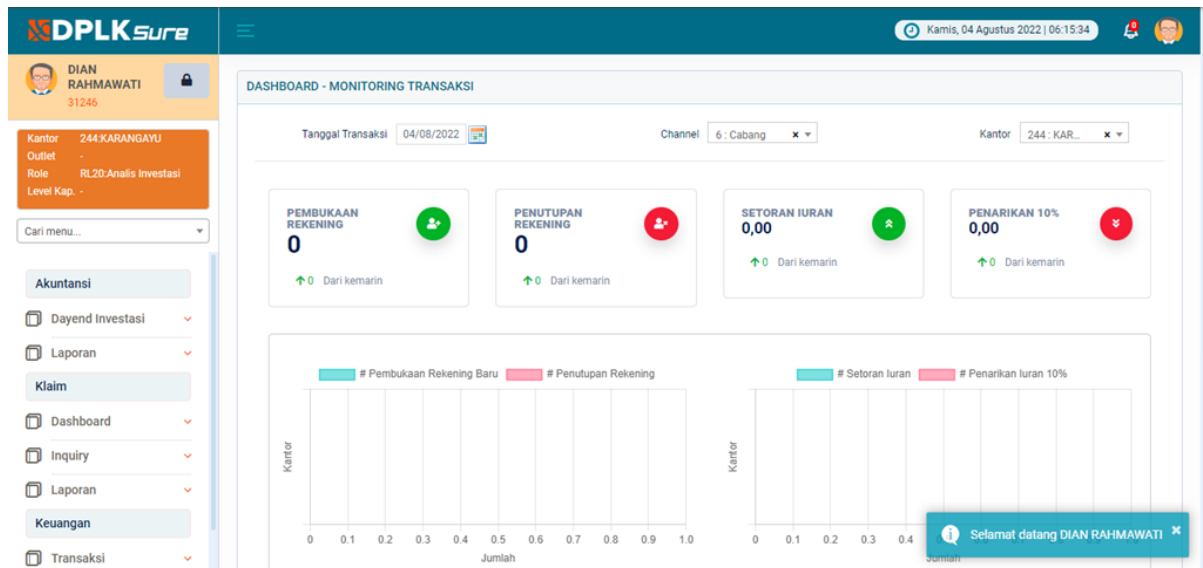 DPLKSure
Kamis, 04 Agustus 2022 | 06:15:34
DIAN
RAHMAWATI
31246
Kantor 244:KARANGAYU
Outlet -
Role RL20:Analis Investasi
Level Kap. -
Cari menu...
Akuntansi
Dayend Investasi
Laporan
Klaim
Dashboard
Inquiry
Laporan
Keuangan
Transaksi
DASHBOARD - MONITORING TRANSAKSI
Tanggal Transaksi 04/08/2022 Channel 6 : Cabang x Kantor 244 : KAR... x
PEMBUKAAN
REKENING
0
0 Dari kemarin
PENUTUPAN
REKENING
0
0 Dari kemarin
SETORAN IURAN
0,00
0 Dari kemarin
PENARIKAN 10%
0,00
0 Dari kemarin
# Pembukaan Rekening Baru # Penutupan Rekening
Kantor
0 0.1 0.2 0.3 0.4 0.5 0.6 0.7 0.8 0.9 1.0
Jumlah
# Setoran Iuran # Penarikan Iuran 10%
Kantor
0 0.1 0.2 0.3 0.4
Jumlah
Selamat datang DIAN RAHMAWATI ×